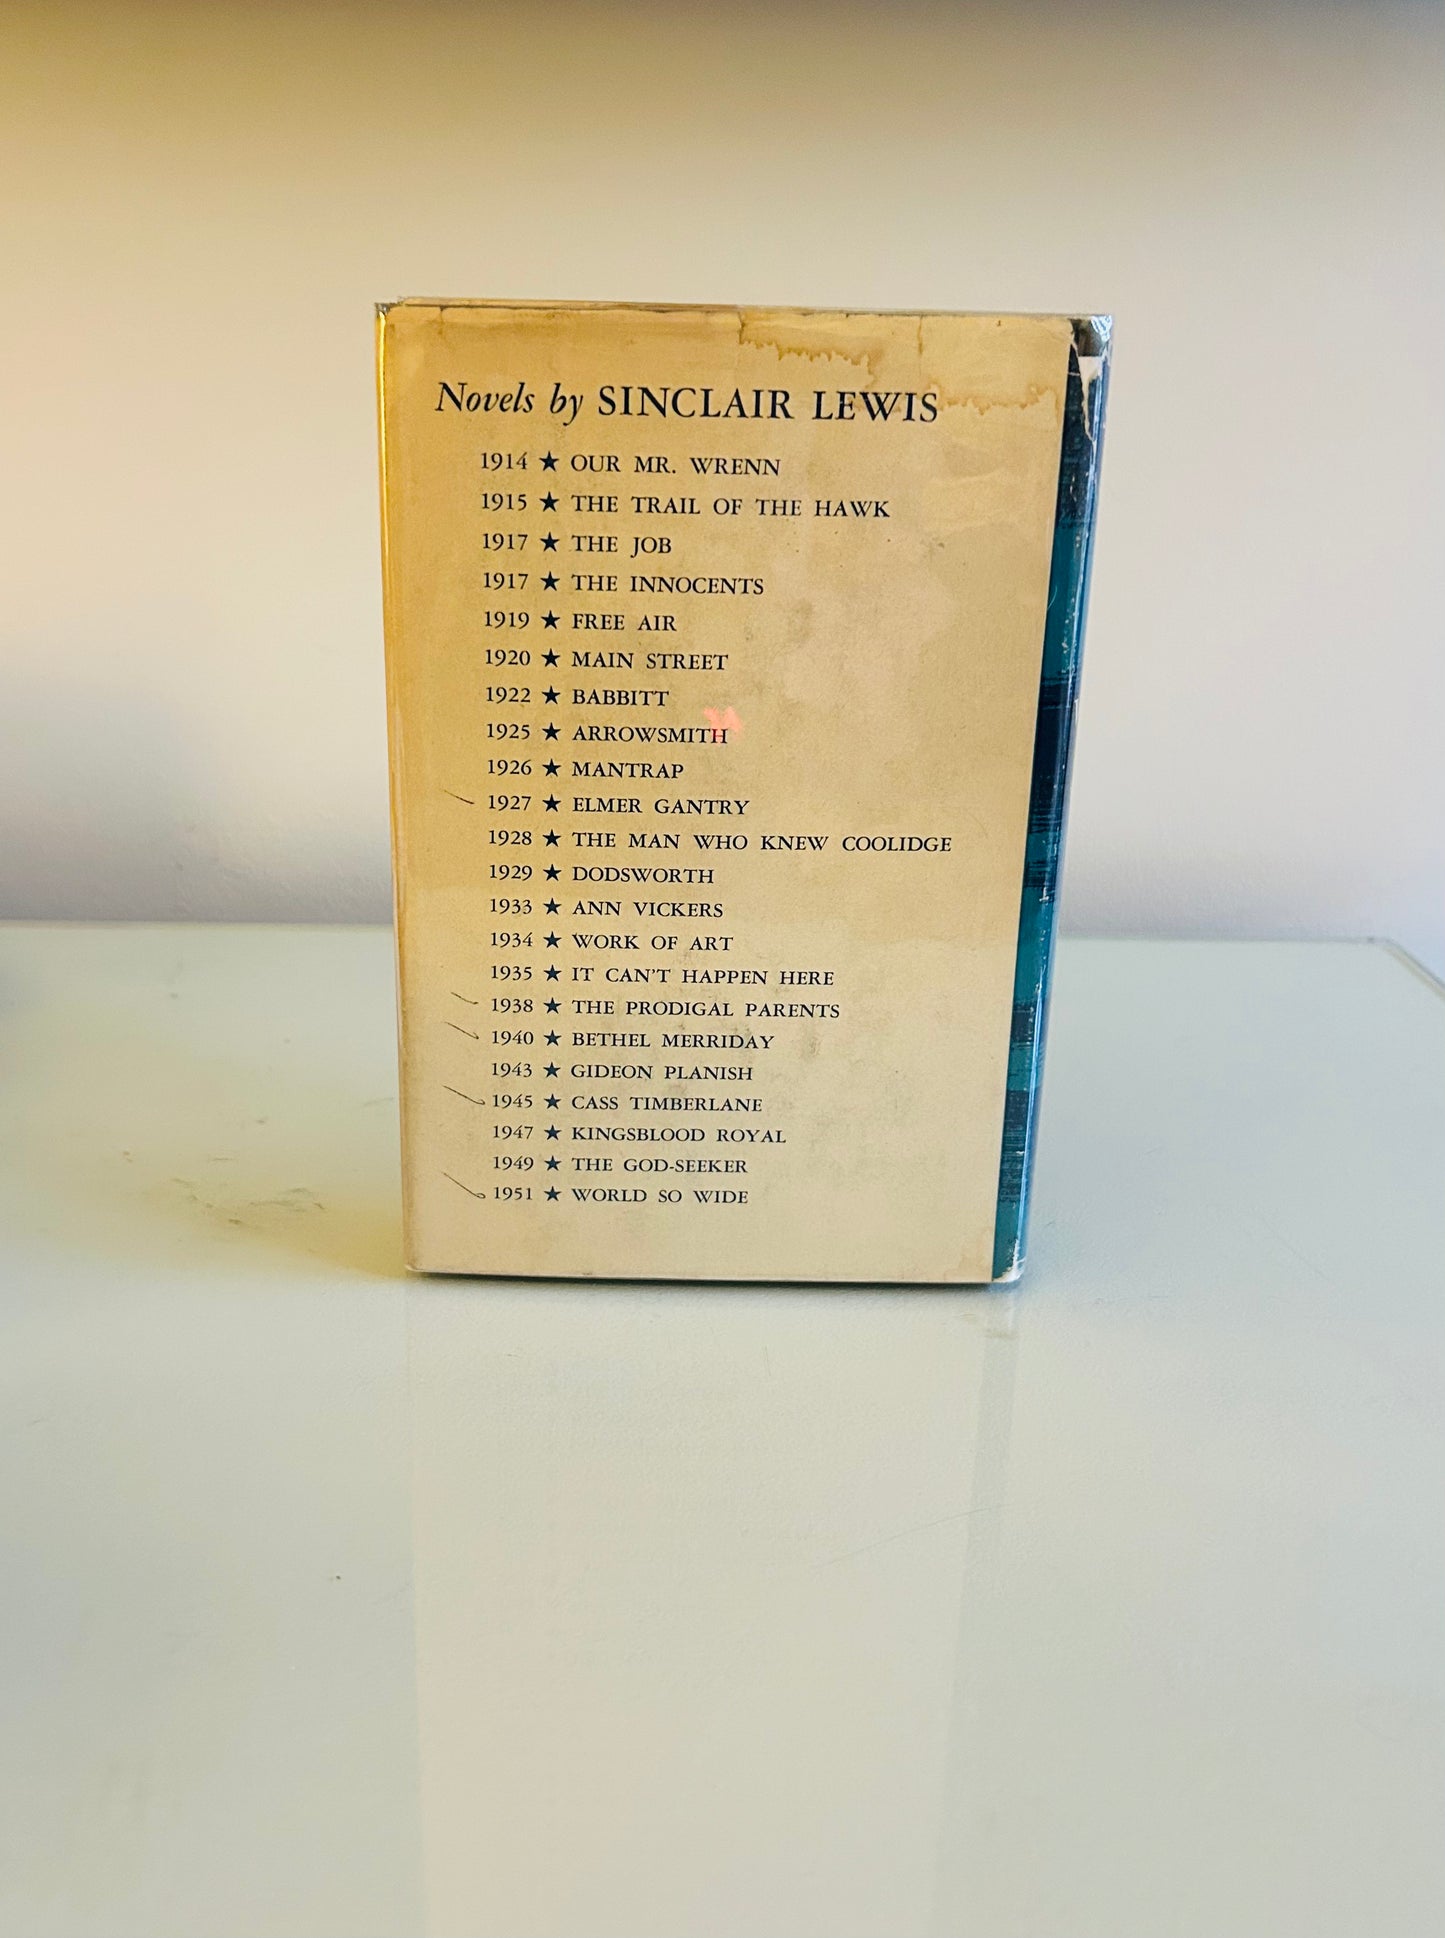 Novels by SINCLAIR LEWIS
1914 ★ OUR MR. WRENN
1915 ★ THE TRAIL OF THE HAWK
1917 ★ THE JOB
1917 ★ THE INNOCENTS
1919 ★ FREE AIR
1920 ★ MAIN STREET
1922 ★ BABBITT
1925 ★ ARROWSMITH
1926 ★ MANTRAP
1927 ★ ELMER GANTRY
1928 ★ THE MAN WHO KNEW COOLIDGE
1929 ★ DODSWORTH
1933 ★ ANN VICKERS
1934 ★ WORK OF ART
1935 ★ IT CAN'T HAPPEN HERE
1938 ★ THE PRODIGAL PARENTS
1940 ★ BETHEL MERRIDAY
1943 ★ GIDEON PLANISH
1945 ★ CASS TIMBERLANE
1947 ★ KINGSBLOOD ROYAL
1949 ★ THE GOD-SEEKER
1951 ★ WORLD SO WIDE